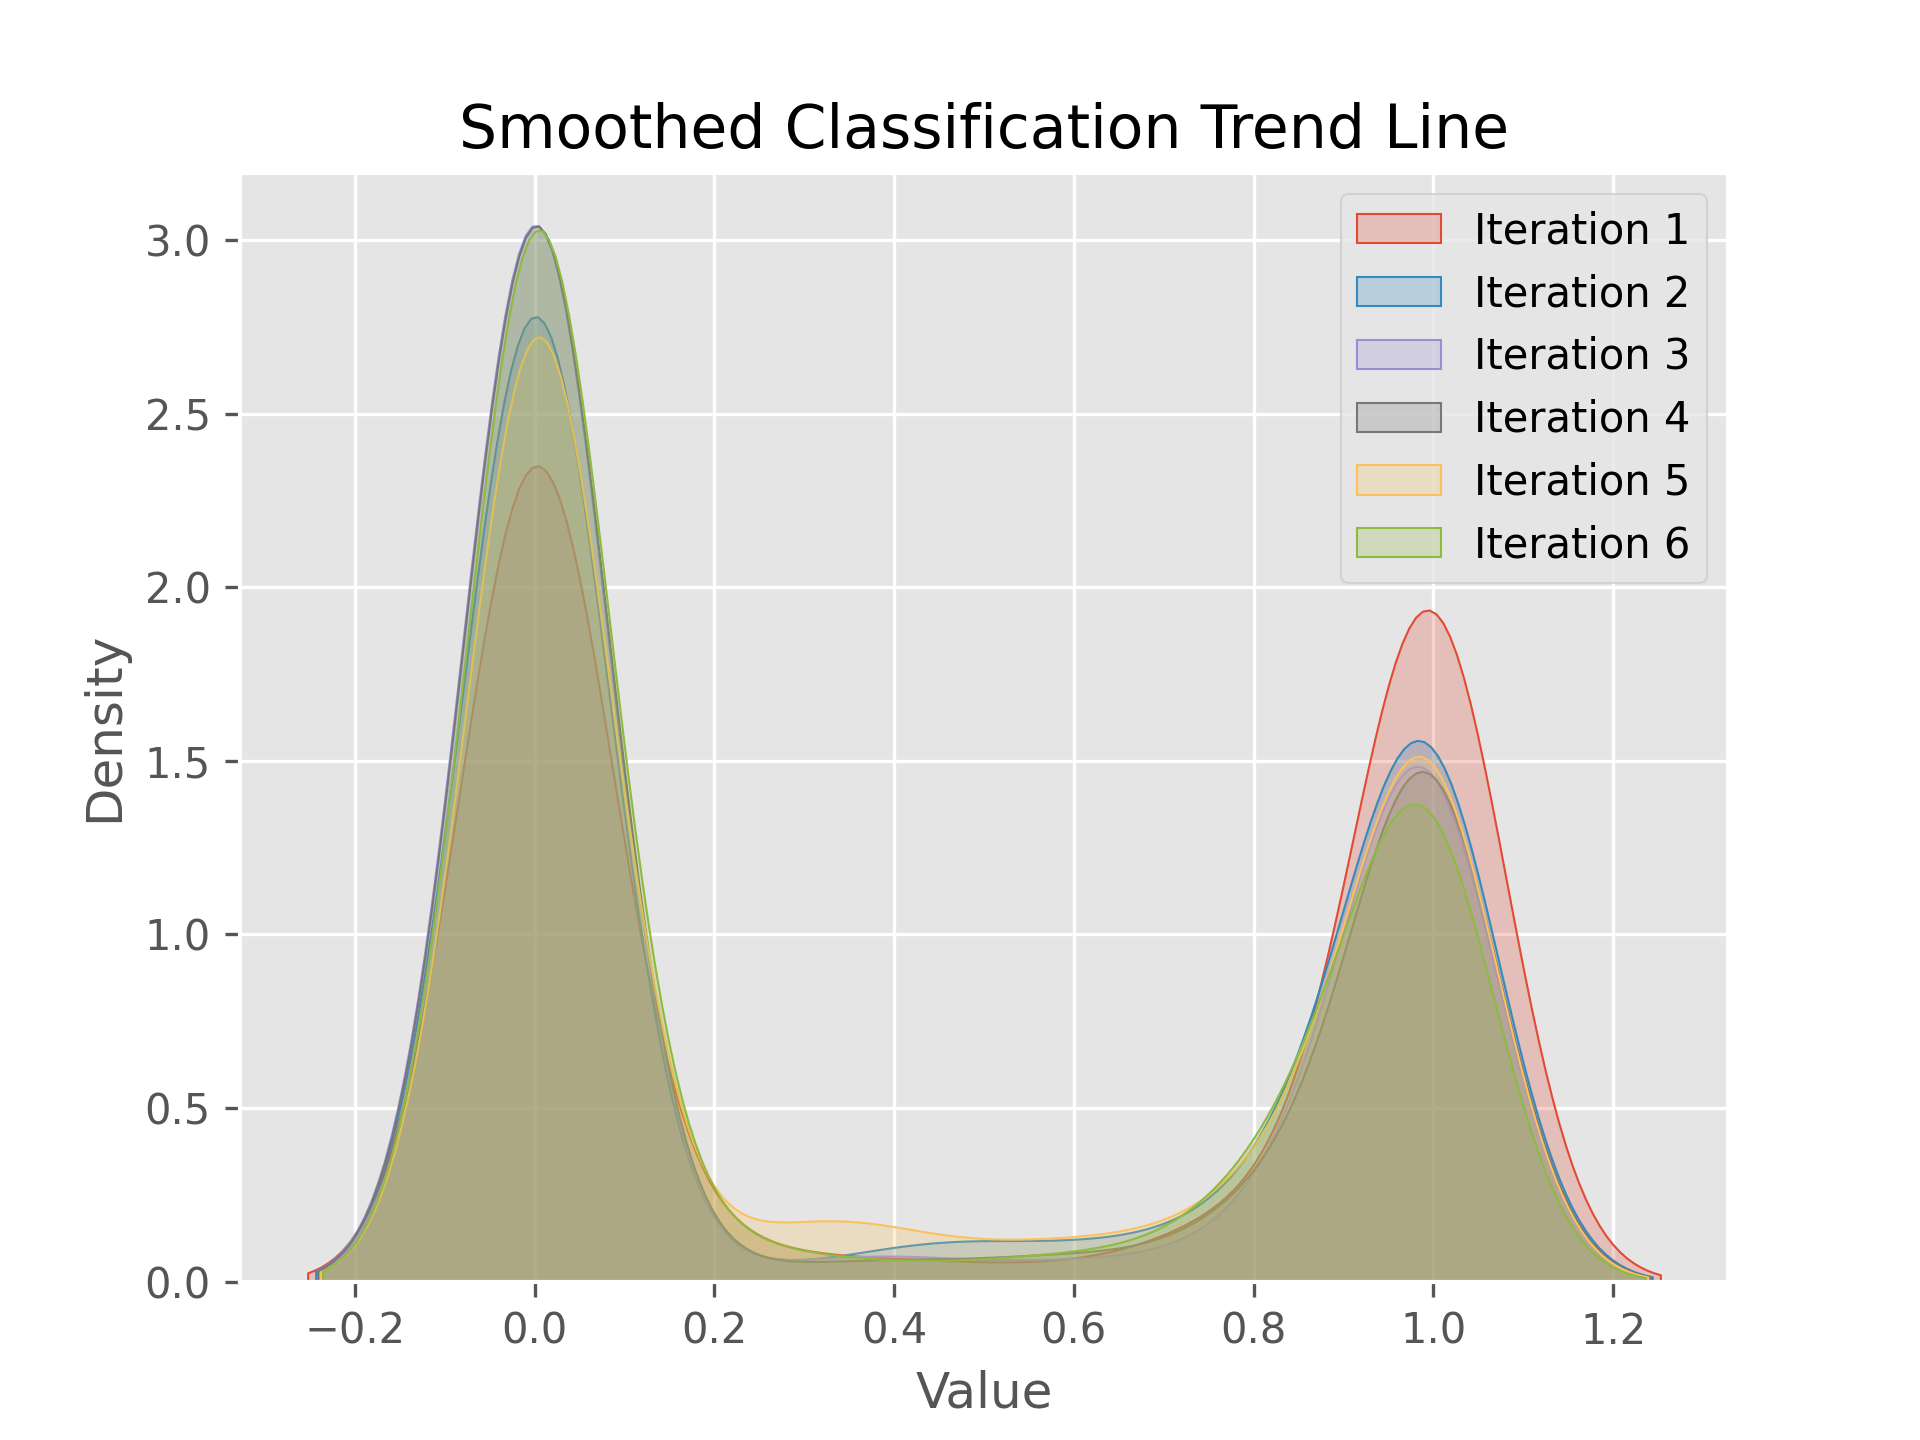 Smoothed Classification Trend Line
Iteration 1
Iteration 2
Iteration 3
Iteration 4
Iteration 5
Iteration 6
Density
3.0
2.5
2.0
1.5
1.0
0.5
0.0
−0.2 0.0 0.2 0.4 0.6 0.8 1.0 1.2
Value